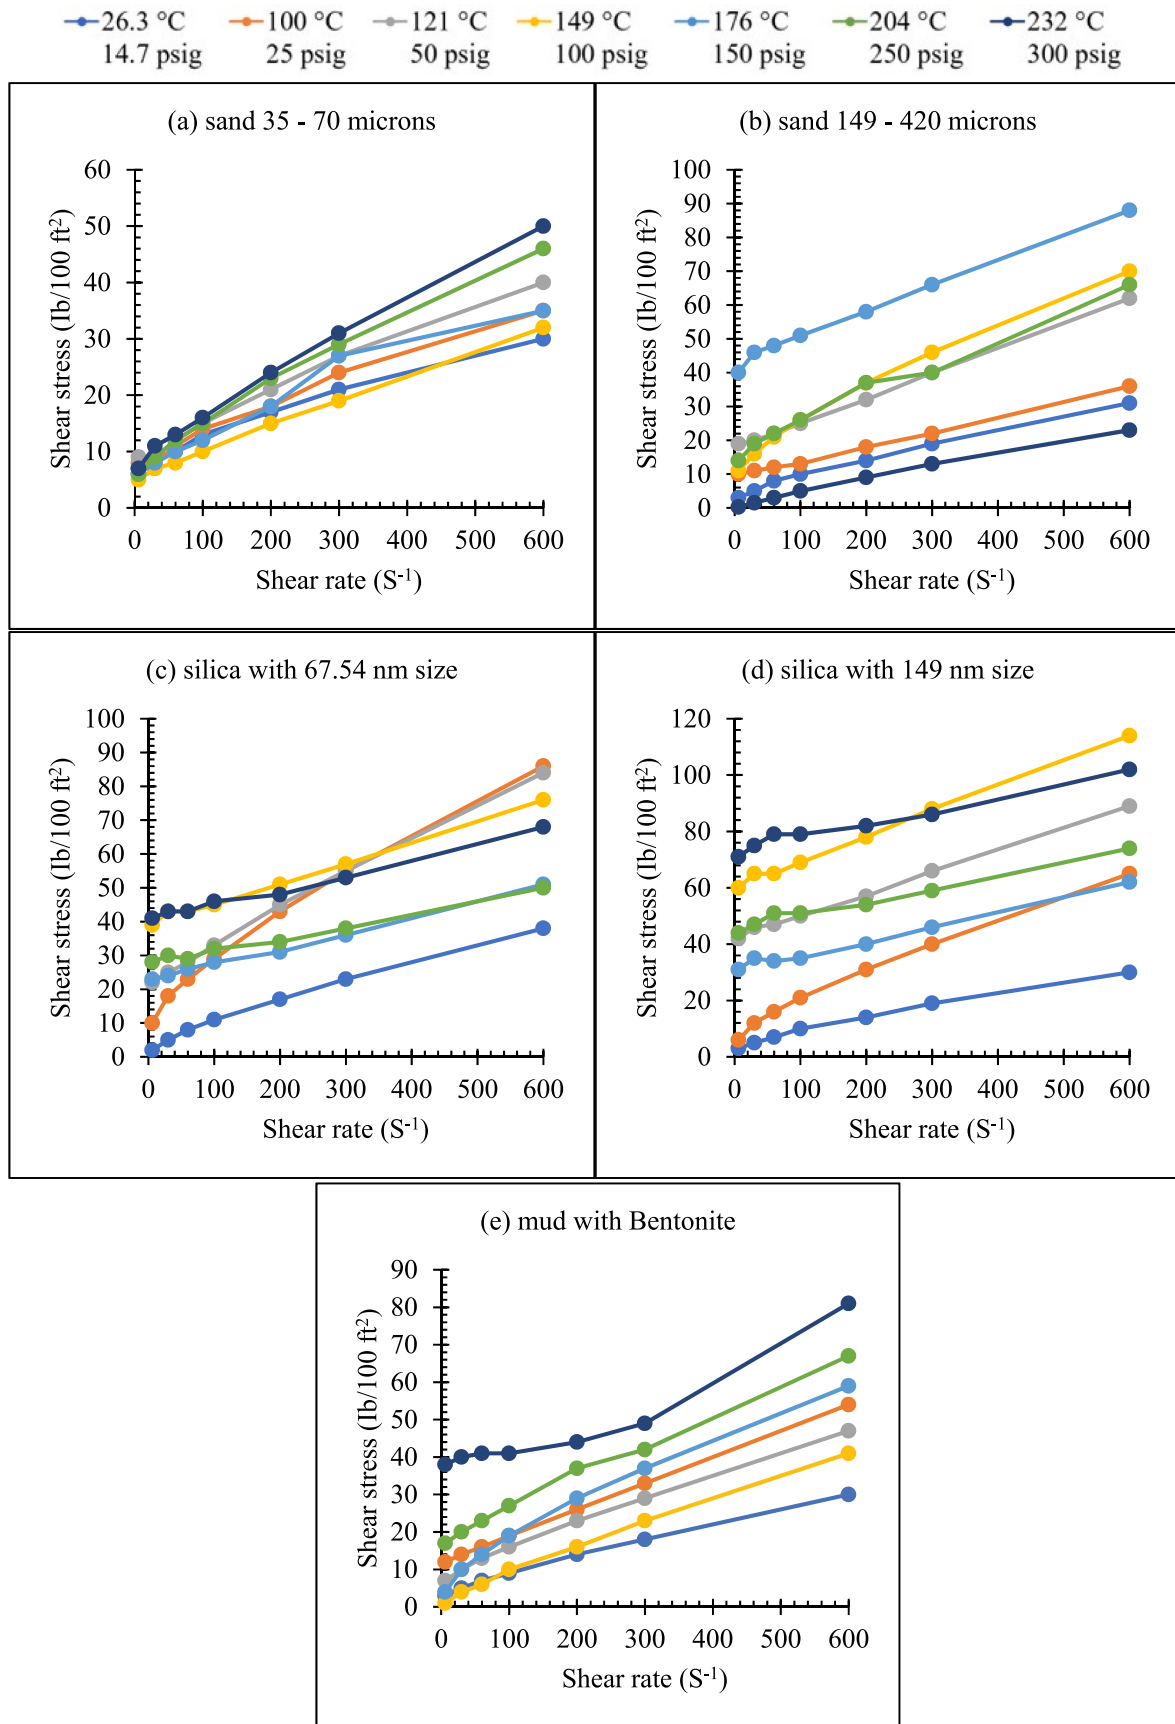 26.3 °C 100 °C 121 °C 149 °C 176 °C 204 °C 232 °C
14.7 psig 25 psig 50 psig 100 psig 150 psig 250 psig 300 psig
(a) sand 35 - 70 microns
Shear stress (Ib/100 ft²)
60
50
40
30
20
10
0
0 100 200 300 400 500 600
Shear rate (S⁻¹)
(b) sand 149 - 420 microns
Shear stress (Ib/100 ft²)
100
90
80
70
60
50
40
30
20
10
0
0 100 200 300 400 500 600
Shear rate (S⁻¹)
(c) silica with 67.54 nm size
Shear stress (Ib/100 ft²)
100
90
80
70
60
50
40
30
20
10
0
0 100 200 300 400 500 600
Shear rate (S⁻¹)
(d) silica with 149 nm size
Shear stress (Ib/100 ft²)
120
100
80
60
40
20
0
0 100 200 300 400 500 600
Shear rate (S⁻¹)
(e) mud with Bentonite
Shear stress (Ib/100 ft²)
90
80
70
60
50
40
30
20
10
0
0 100 200 300 400 500 600
Shear rate (S⁻¹)